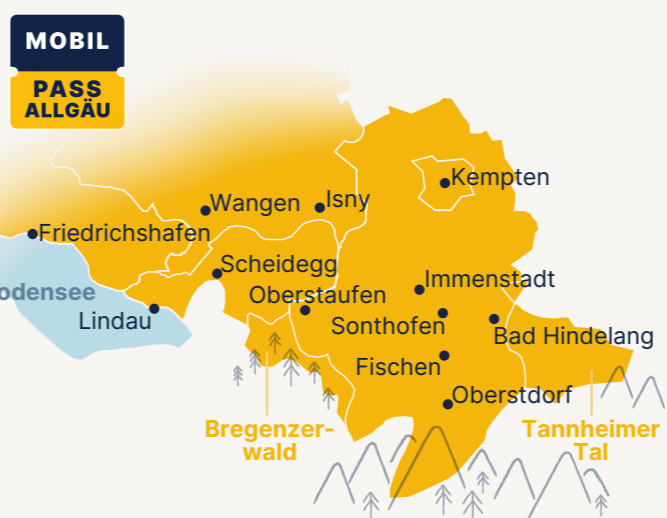 MOBIL
PASS
ALLGÄU
Kempten
Wangen
Isny
Friedrichshafen
Scheidegg
odensee
Immenstadt
Oberstaufen
Lindau
Sonthofen
Bad Hindelang
Fischen
Oberstdorf
Bregenzer-
wald
Tannheimer
Tal